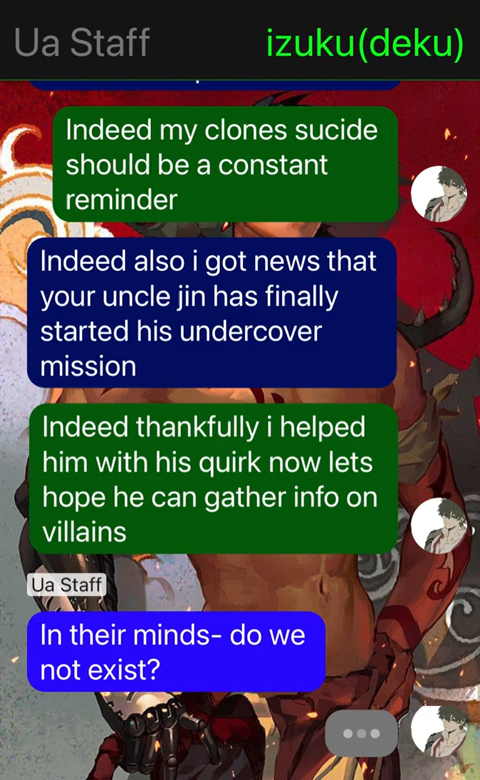 Ua Staff izuku(deku)
Indeed my clones sucide
should be a constant
reminder
Indeed also i got news that
your uncle jin has finally
started his undercover
mission
Indeed thankfully i helped
him with his quirk now lets
hope he can gather info on
villains
Ua Staff
In their minds- do we
not exist?